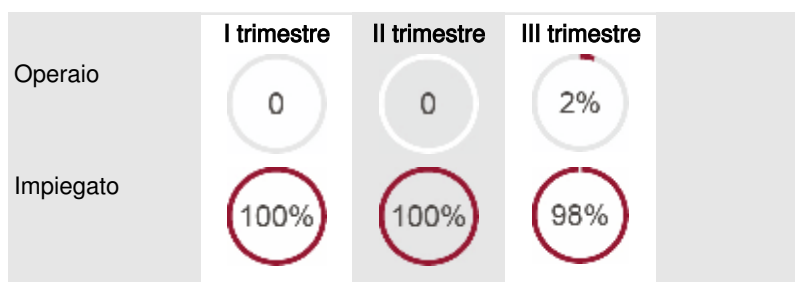 I trimestre II trimestre III trimestre
Operaio 0 0 2%
Impiegato 100% 100% 98%